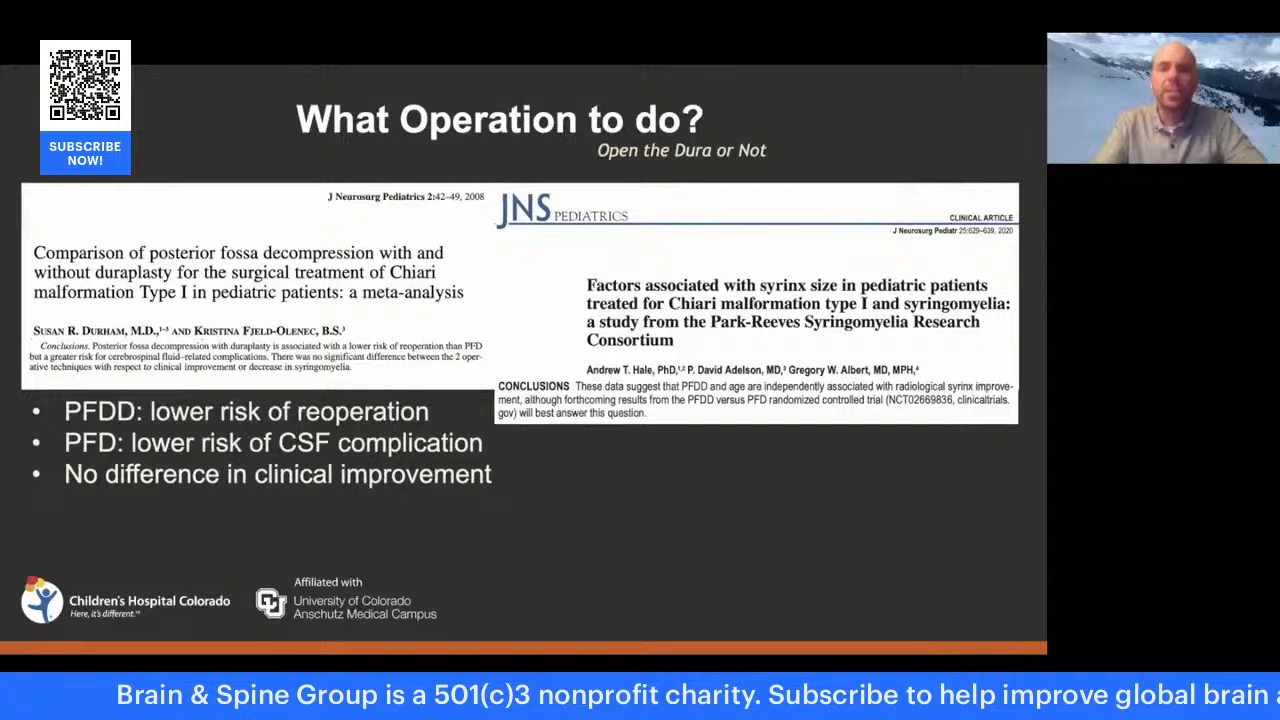 SUBSCRIBE
NOW!
What Operation to do?
Open the Dura or Not
J Neurosurg Pediatrics 2:42–49, 2008
Comparison of posterior fossa decompression with and
without duraplasty for the surgical treatment of Chiari
malformation Type I in pediatric patients: a meta-analysis
SUSAN R. DURHAM, M.D.,¹⁻³ AND KRISTINA FJELD-OLENEC, B.S.³
Conclusions. Posterior fossa decompression with duraplasty is associated with a lower risk of reoperation than PFD
but a greater risk for cerebrospinal fluid–related complications. There was no significant difference between the 2 oper-
ative techniques with respect to clinical improvement or decrease in syringomyelia.
JNS PEDIATRICS
CLINICAL ARTICLE
J Neurosurg Pediatr 25:629–639, 2020
Factors associated with syrinx size in pediatric patients
treated for Chiari malformation type I and syringomyelia:
a study from the Park-Reeves Syringomyelia Research
Consortium
Andrew T. Hale, PhD,¹·² P. David Adelson, MD,³ Gregory W. Albert, MD, MPH,⁴
CONCLUSIONS These data suggest that PFDD and age are independently associated with radiological syrinx improve-
ment, although forthcoming results from the PFDD versus PFD randomized controlled trial (NCT02669836, clinicaltrials.
gov) will best answer this question.
• PFDD: lower risk of reoperation
• PFD: lower risk of CSF complication
• No difference in clinical improvement
Children's Hospital Colorado
Here, it's different.™
Affiliated with
University of Colorado
Anschutz Medical Campus
Brain & Spine Group is a 501(c)3 nonprofit charity. Subscribe to help improve global brain a